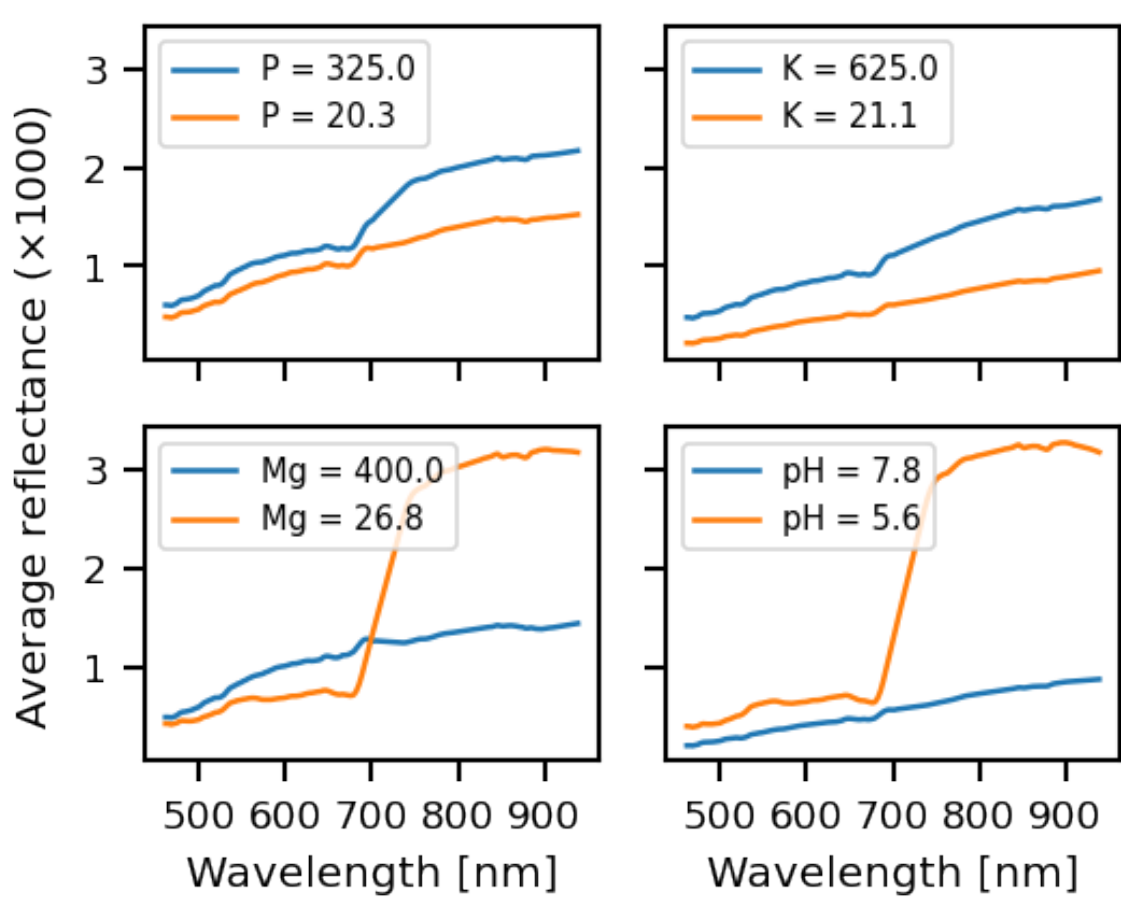 Average reflectance (×1000)
3
2
1
P = 325.0
P = 20.3
K = 625.0
K = 21.1
3
2
1
Mg = 400.0
Mg = 26.8
pH = 7.8
pH = 5.6
500 600 700 800 900
500 600 700 800 900
Wavelength [nm]
Wavelength [nm]